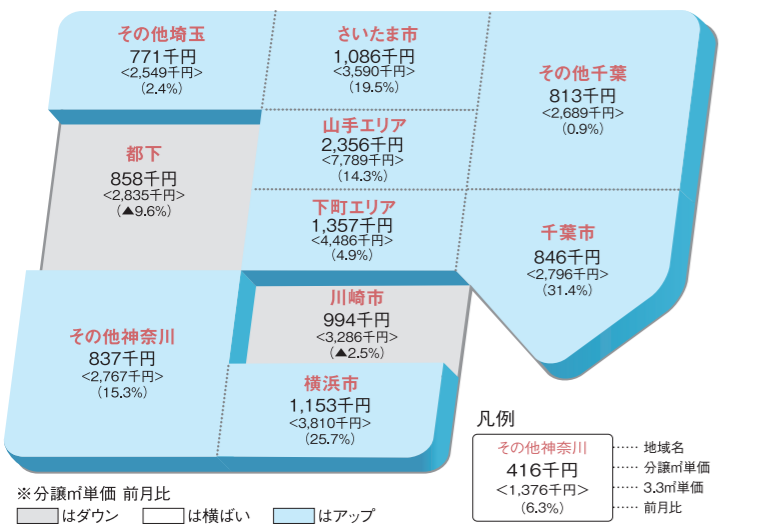 その他埼玉
771千円
<2,549千円>
(2.4%)
さいたま市
1,086千円
<3,590千円>
(19.5%)
その他千葉
813千円
<2,689千円>
(0.9%)
都下
858千円
<2,835千円>
(▲9.6%)
山手エリア
2,356千円
<7,789千円>
(14.3%)
下町エリア
1,357千円
<4,486千円>
(4.9%)
千葉市
846千円
<2,796千円>
(31.4%)
川崎市
994千円
<3,286千円>
(▲2.5%)
その他神奈川
837千円
<2,767千円>
(15.3%)
横浜市
1,153千円
<3,810千円>
(25.7%)
凡例
その他神奈川 …… 地域名
416千円 …… 分譲㎡単価
<1,376千円> …… 3.3㎡単価
(6.3%) …… 前月比
※分譲㎡単価 前月比
はダウン はは横ばい はアップ